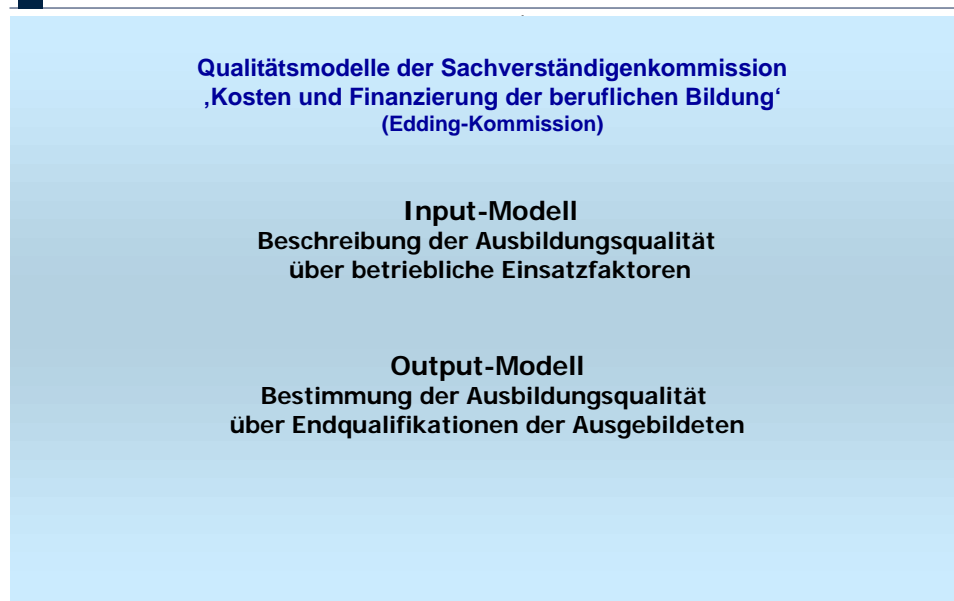 Qualitätsmodelle der Sachverständigenkommission
‚Kosten und Finanzierung der beruflichen Bildung‘
(Edding-Kommission)
Input-Modell
Beschreibung der Ausbildungsqualität
über betriebliche Einsatzfaktoren
Output-Modell
Bestimmung der Ausbildungsqualität
über Endqualifikationen der Ausgebildeten